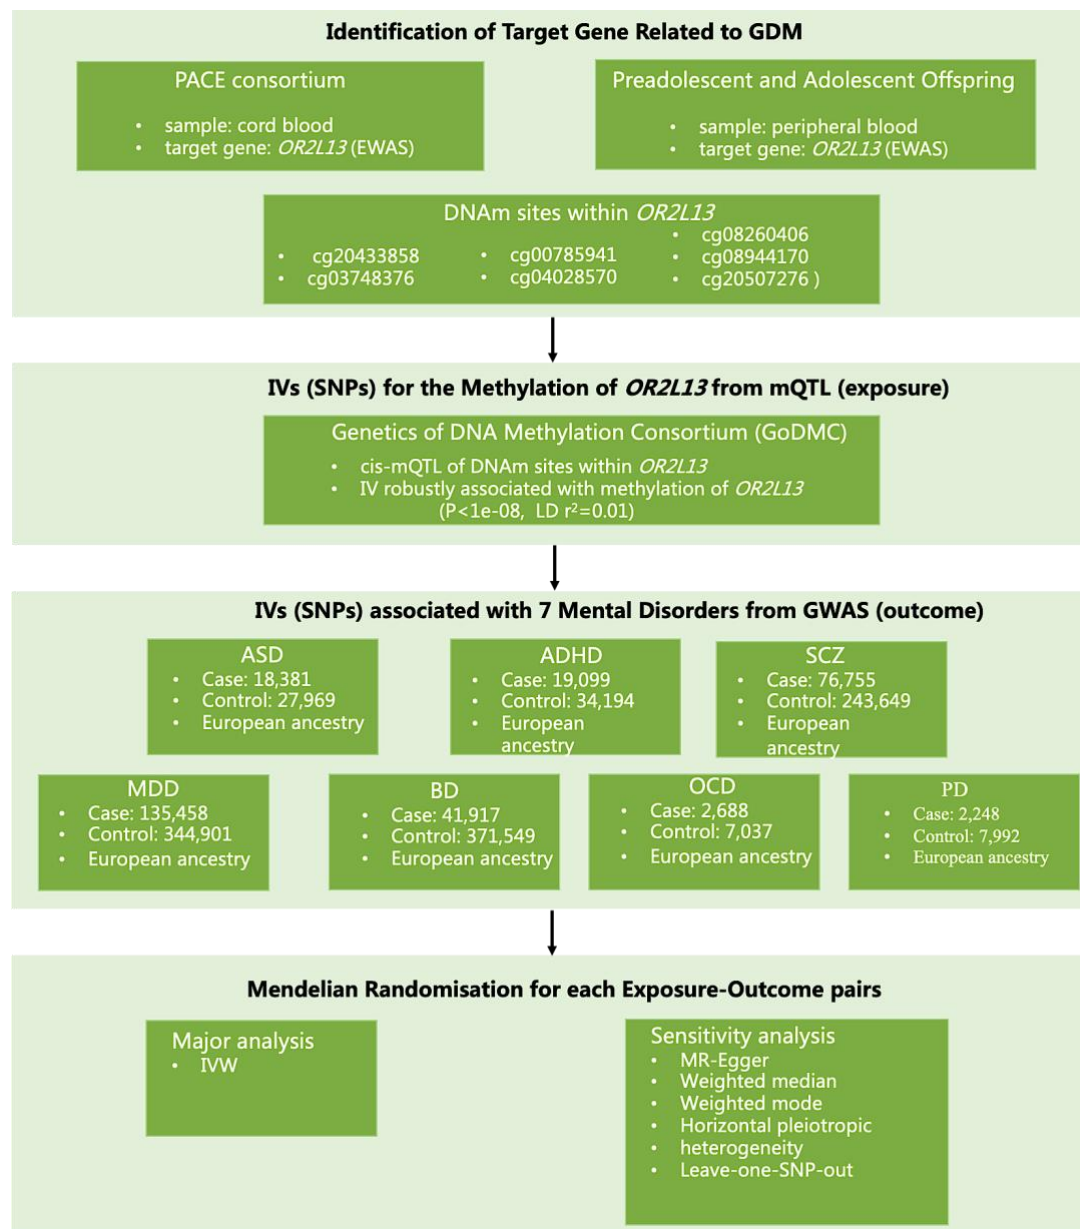 Identification of Target Gene Related to GDM
PACE consortium
• sample: cord blood
• target gene: OR2L13 (EWAS)
Preadolescent and Adolescent Offspring
• sample: peripheral blood
• target gene: OR2L13 (EWAS)
DNAm sites within OR2L13
• cg20433858
• cg03748376
• cg00785941
• cg04028570
• cg08260406
• cg08944170
• cg20507276 )
IVs (SNPs) for the Methylation of OR2L13 from mQTL (exposure)
Genetics of DNA Methylation Consortium (GoDMC)
• cis-mQTL of DNAm sites within OR2L13
• IV robustly associated with methylation of OR2L13
(P<1e-08, LD r²=0.01)
IVs (SNPs) associated with 7 Mental Disorders from GWAS (outcome)
ASD
• Case: 18,381
• Control: 27,969
• European ancestry
ADHD
• Case: 19,099
• Control: 34,194
• European
ancestry
SCZ
• Case: 76,755
• Control: 243,649
• European
ancestry
MDD
• Case: 135,458
• Control: 344,901
• European ancestry
BD
• Case: 41,917
• Control: 371,549
• European ancestry
OCD
• Case: 2,688
• Control: 7,037
• European ancestry
PD
• Case: 2,248
• Control: 7,992
• European ancestry
Mendelian Randomisation for each Exposure-Outcome pairs
Major analysis
• IVW
Sensitivity analysis
• MR-Egger
• Weighted median
• Weighted mode
• Horizontal pleiotropic
• heterogeneity
• Leave-one-SNP-out